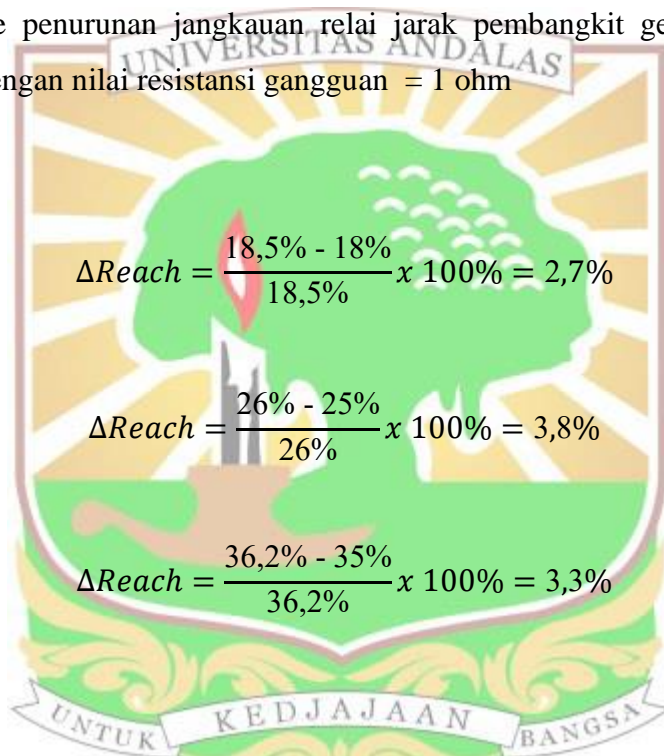 e penurunan jangkauan relai jarak pembangkit ge
engan nilai resistansi gangguan = 1 ohm
UNIVERSITAS ANDALAS
ΔReach = (18,5% - 18%)/18,5% x 100% = 2,7%
ΔReach = (26% - 25%)/26% x 100% = 3,8%
ΔReach = (36,2% - 35%)/36,2% x 100% = 3,3%
UNTUK KEDJAJAAN BANGSA